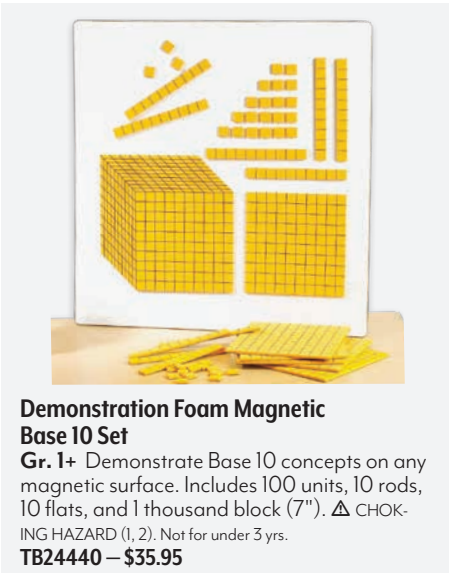 Demonstration Foam Magnetic
Base 10 Set
Gr. 1+ Demonstrate Base 10 concepts on any
magnetic surface. Includes 100 units, 10 rods,
10 flats, and 1 thousand block (7"). ⚠ CHOK-
ING HAZARD (1, 2). Not for under 3 yrs.
TB24440 — $35.95